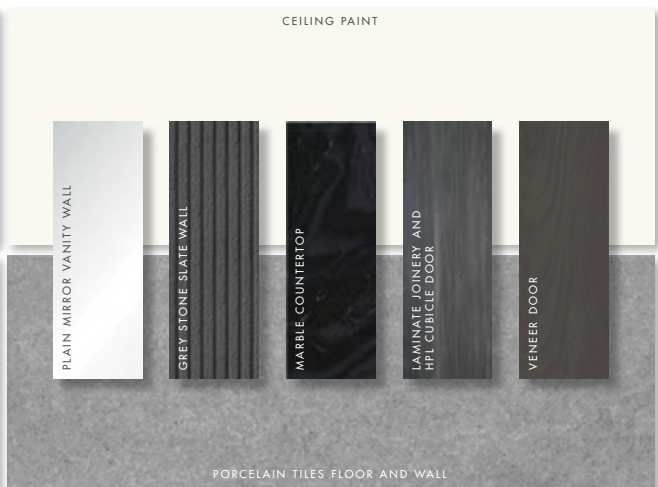 CEILING PAINT
PLAIN MIRROR VANITY WALL
GREY STONE SLATE WALL
MARBLE COUNTERTOP
LAMINATE JOINERY AND
HPL CUBICLE DOOR
VENEER DOOR
PORCELAIN TILES FLOOR AND WALL